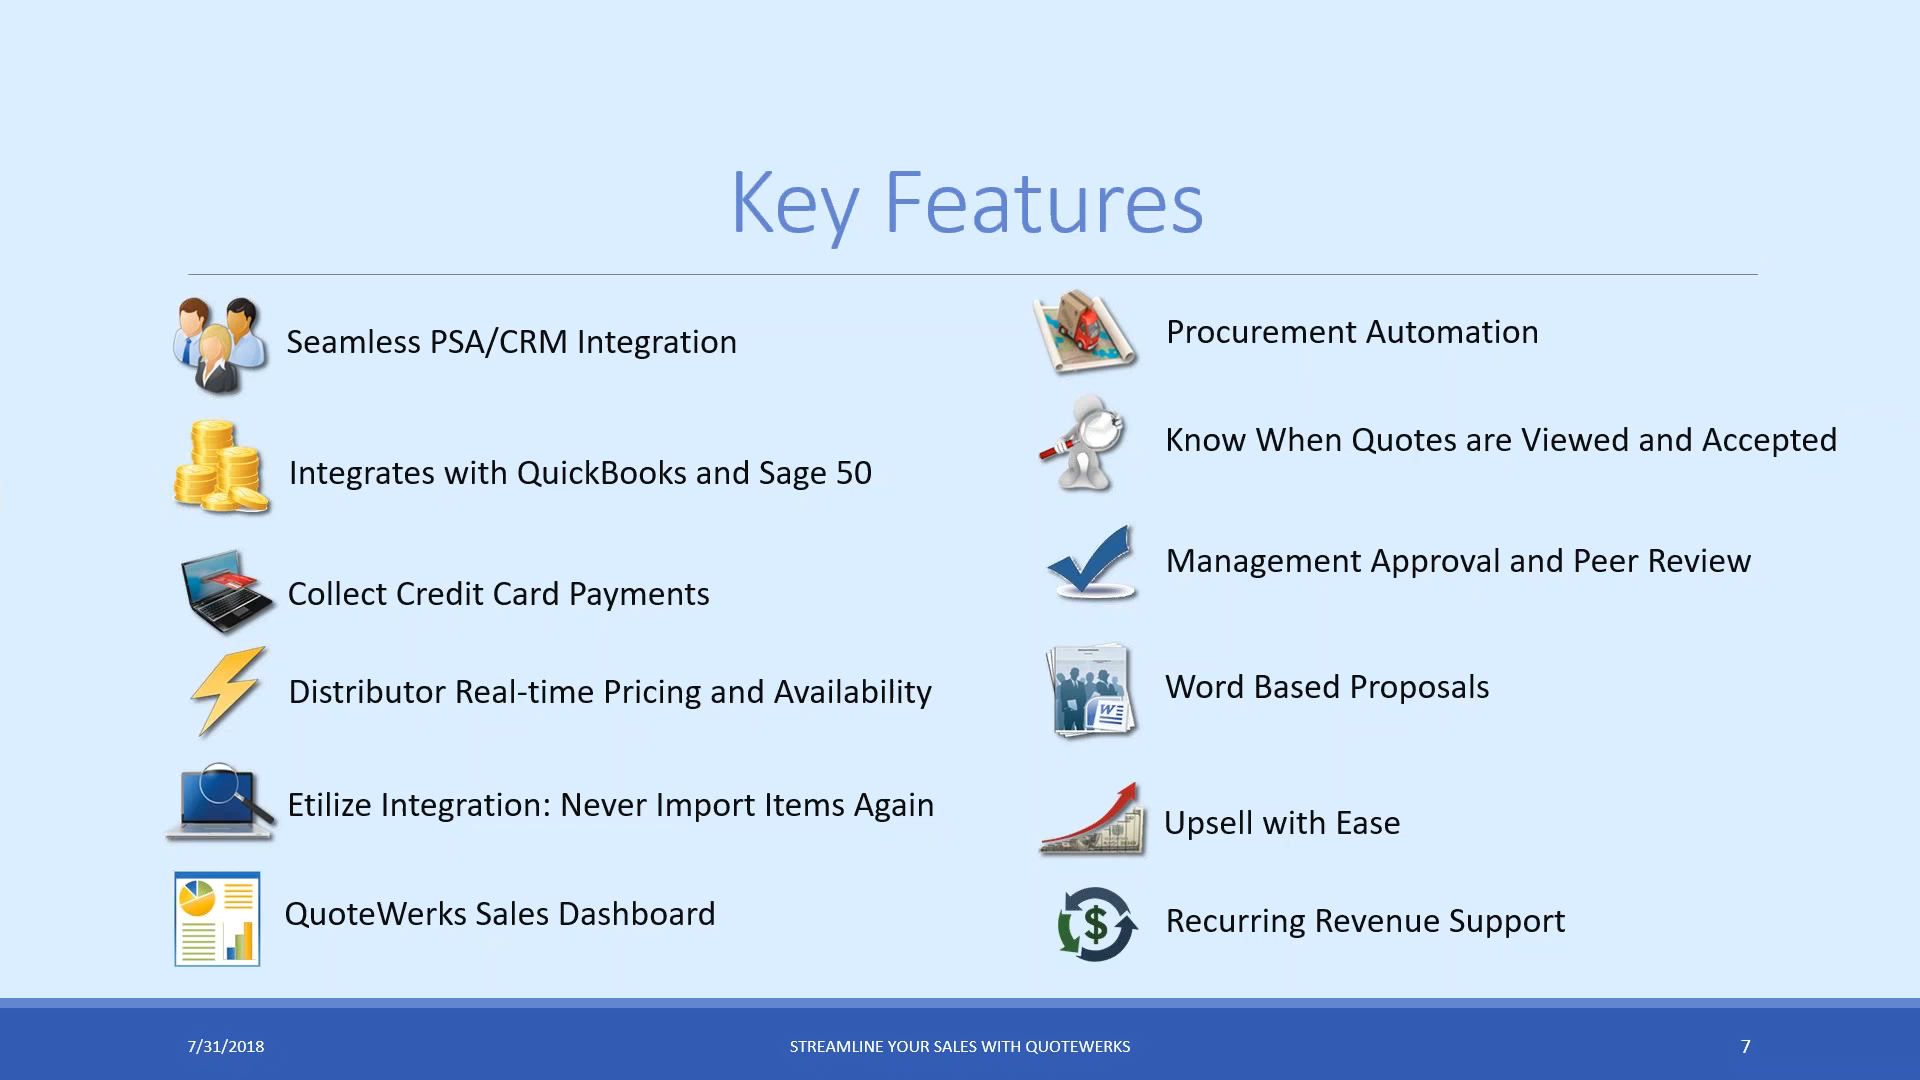 Key Features
Seamless PSA/CRM Integration
Integrates with QuickBooks and Sage 50
Collect Credit Card Payments
Distributor Real-time Pricing and Availability
Etilize Integration: Never Import Items Again
QuoteWerks Sales Dashboard
Procurement Automation
Know When Quotes are Viewed and Accepted
Management Approval and Peer Review
W
Word Based Proposals
Upsell with Ease
$
Recurring Revenue Support
7/31/2018
STREAMLINE YOUR SALES WITH QUOTEWERKS
7